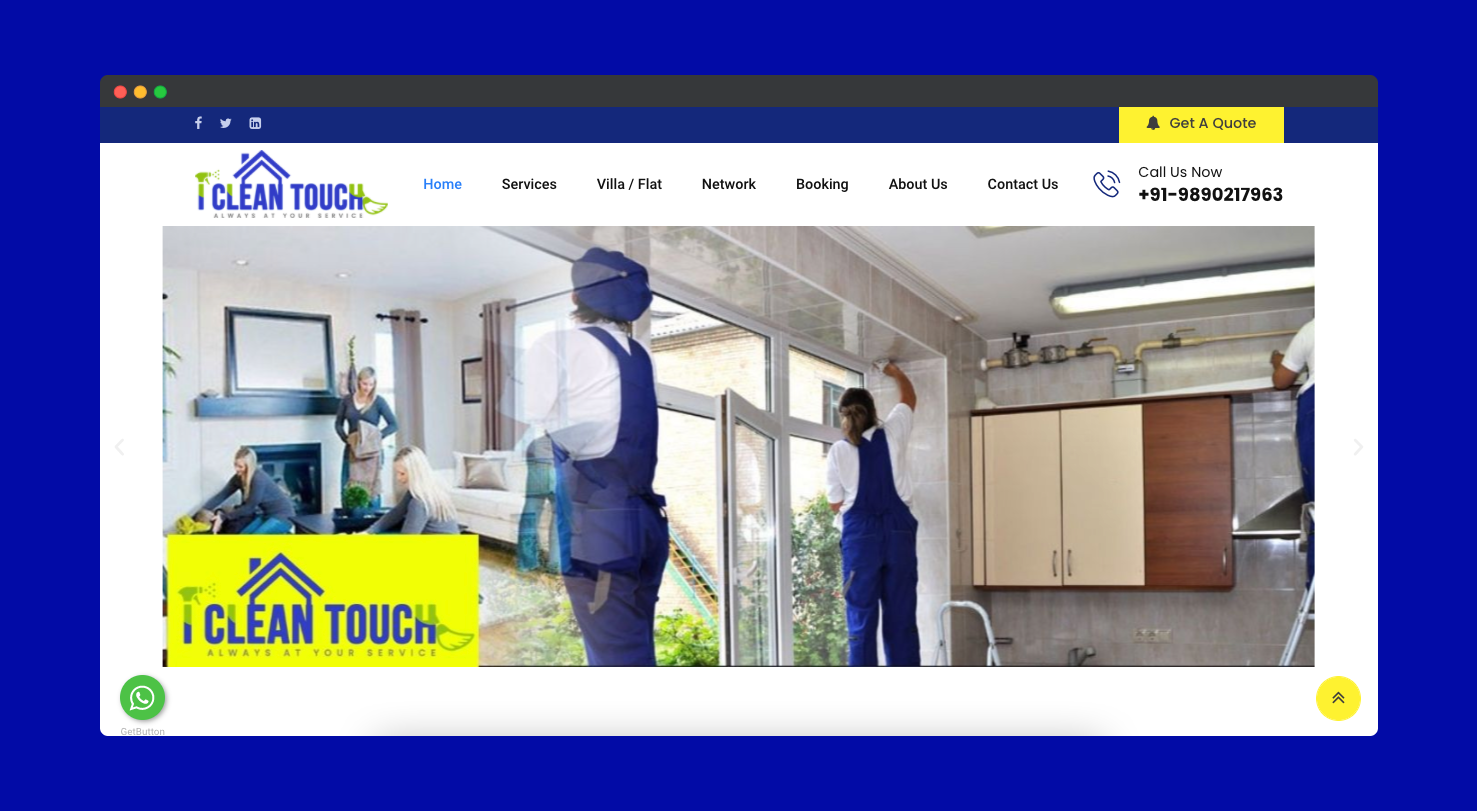 Get A Quote
i CLEAN TOUCH
ALWAYS AT YOUR SERVICE
Home Services Villa / Flat Network Booking About Us Contact Us
Call Us Now
+91-9890217963
i CLEAN TOUCH
ALWAYS AT YOUR SERVICE
GetButton